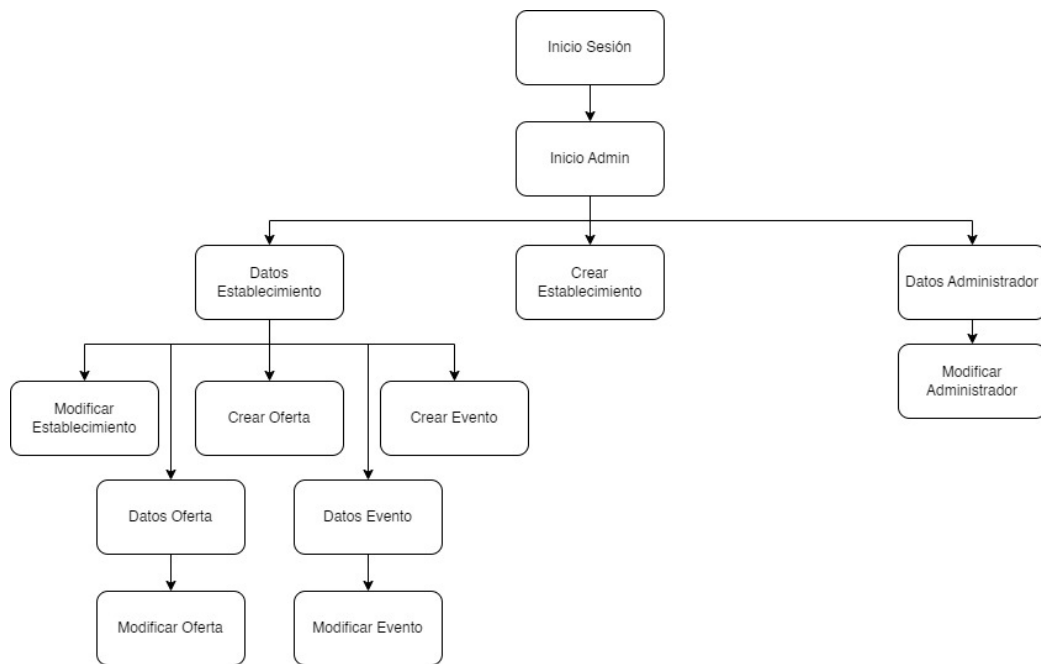 Inicio Sesión
Inicio Admin
Datos
Establecimiento
Crear
Establecimiento
Datos Administrador
Modificar
Administrador
Modificar
Establecimiento
Crear Oferta
Crear Evento
Datos Oferta
Datos Evento
Modificar Oferta
Modificar Evento